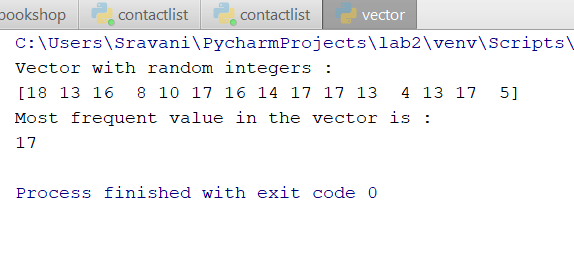 bookshop contactlist contactlist vector
C:\Users\Sravani\PycharmProjects\lab2\venv\Scripts\
Vector with random integers :
[18 13 16  8 10 17 16 14 17 17 13  4 13 17  5]
Most frequent value in the vector is :
17
Process finished with exit code 0